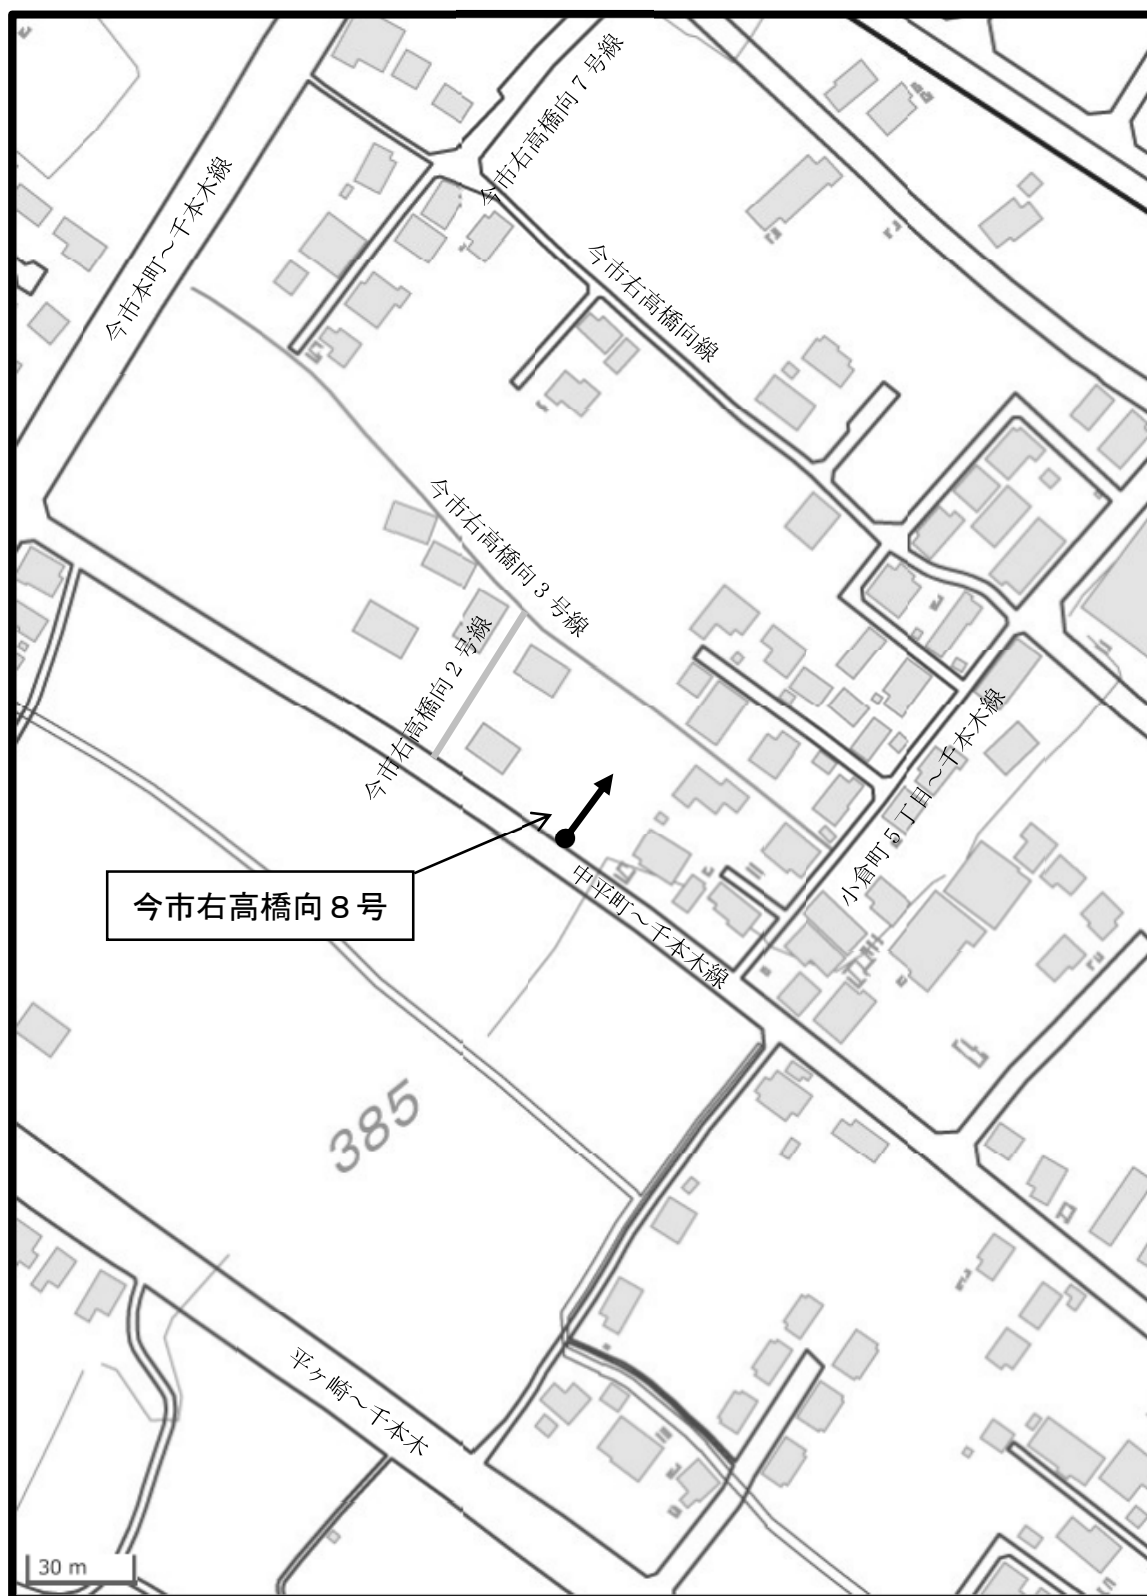 今市右高橋向7号線
今市本町～千本木線
今市右高橋向線
今市右高橋向3号線
今市右高橋向2号線
小倉町5丁目～千本木線
今市右高橋向8号
中平町～千本木線
385
平ヶ崎～千本木
30 m